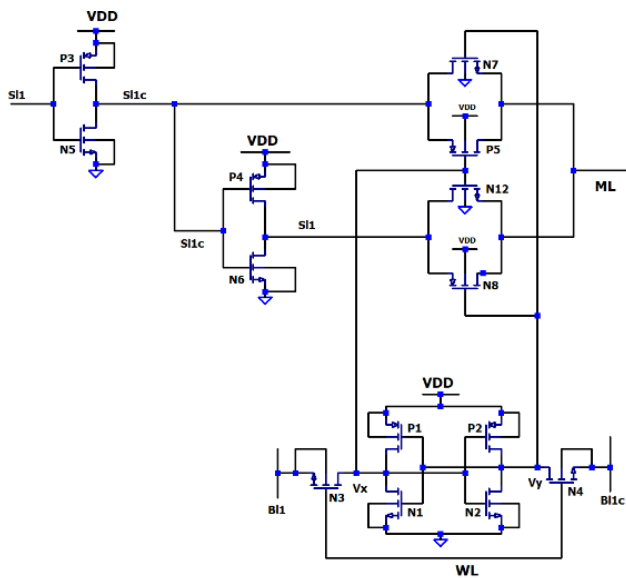 VDD
P3
N7
Sl1
Sl1c
VDD
VDD
P5
N5
P4
N12
ML
Sl1c
Sl1
VDD
N6
N8
VDD
P1
P2
Vx
Vy
N3
N4
Bl1
N1
N2
Bl1c
WL